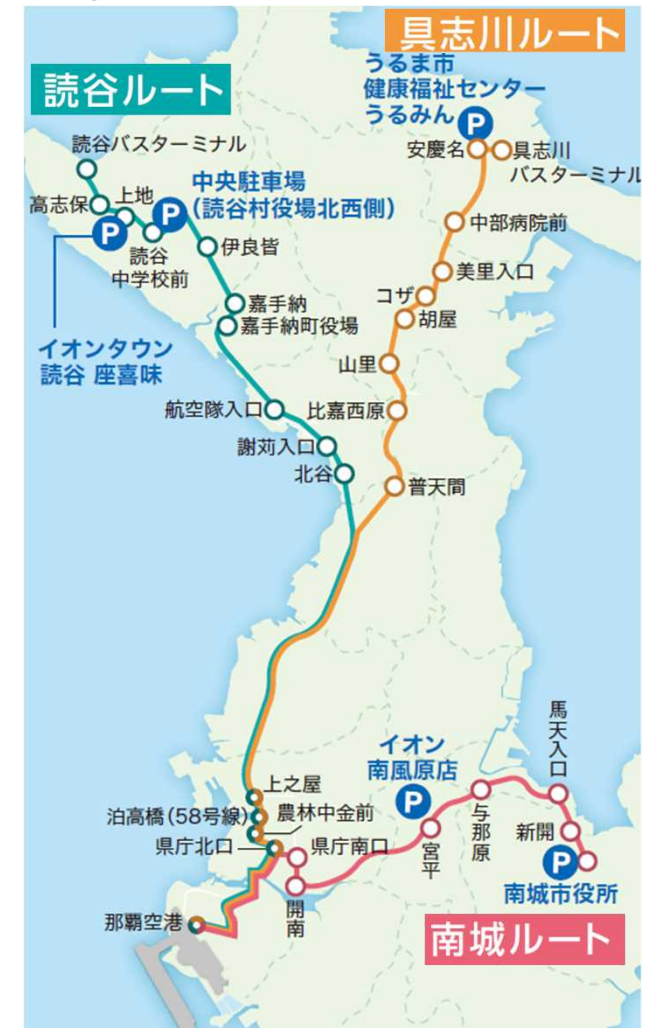 具志川ルート
うるま市
健康福祉センター
うるみん
P
読谷ルート
読谷バスターミナル
安慶名
具志川
バスターミナル
中央駐車場
(読谷村役場北西側)
P
高志保
上地
P
読谷
中学校前
伊良皆
中部病院前
美里入口
コザ
胡屋
嘉手納
嘉手納町役場
イオンタウン
読谷 座喜味
山里
航空隊入口
比嘉西原
謝苅入口
北谷
普天間
馬天入口
イオン
南風原店
P
上之屋
泊高橋(58号線)
農林中金前
県庁北口
県庁南口
与那原
宮平
新開
P
南城市役所
開南
那覇空港
南城ルート